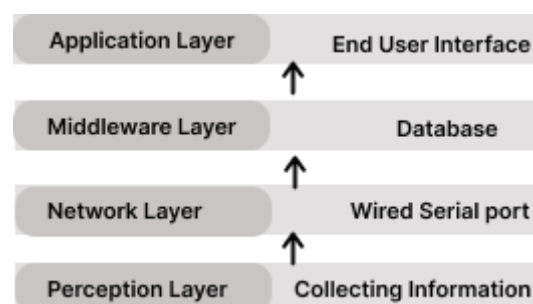 Application Layer End User Interface
Middleware Layer Database
Network Layer Wired Serial port
Perception Layer Collecting Information